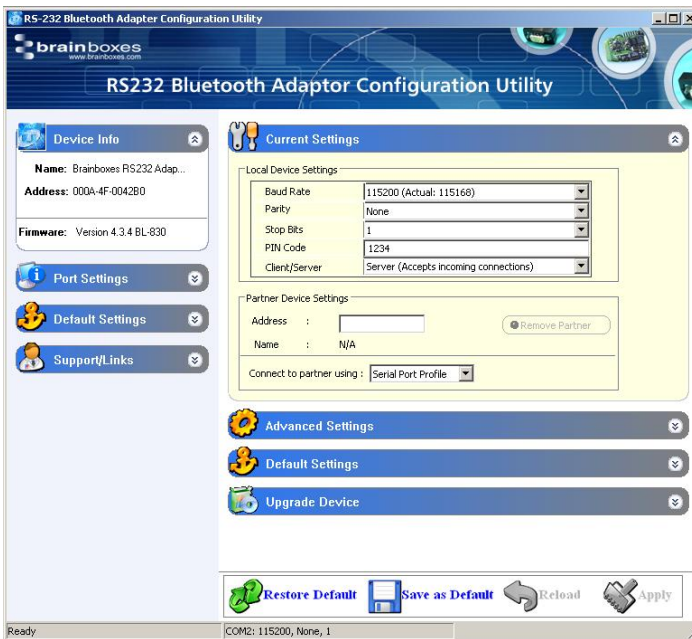 RS-232 Bluetooth Adapter Configuration Utility
brainboxes
www.brainboxes.com
RS232 Bluetooth Adaptor Configuration Utility
Device Info
Name: Brainboxes RS232 Adap...
Address: 000A-4F-0042B0
Firmware: Version 4.3.4 BL-830
Port Settings
Default Settings
Support/Links
Current Settings
Local Device Settings
Baud Rate 115200 (Actual: 115168)
Parity None
Stop Bits 1
PIN Code 1234
Client/Server Server (Accepts incoming connections)
Partner Device Settings
Address :
Remove Partner
Name : N/A
Connect to partner using : Serial Port Profile
Advanced Settings
Default Settings
Upgrade Device
Restore Default Save as Default Reload Apply
Ready COM2: 115200, None, 1